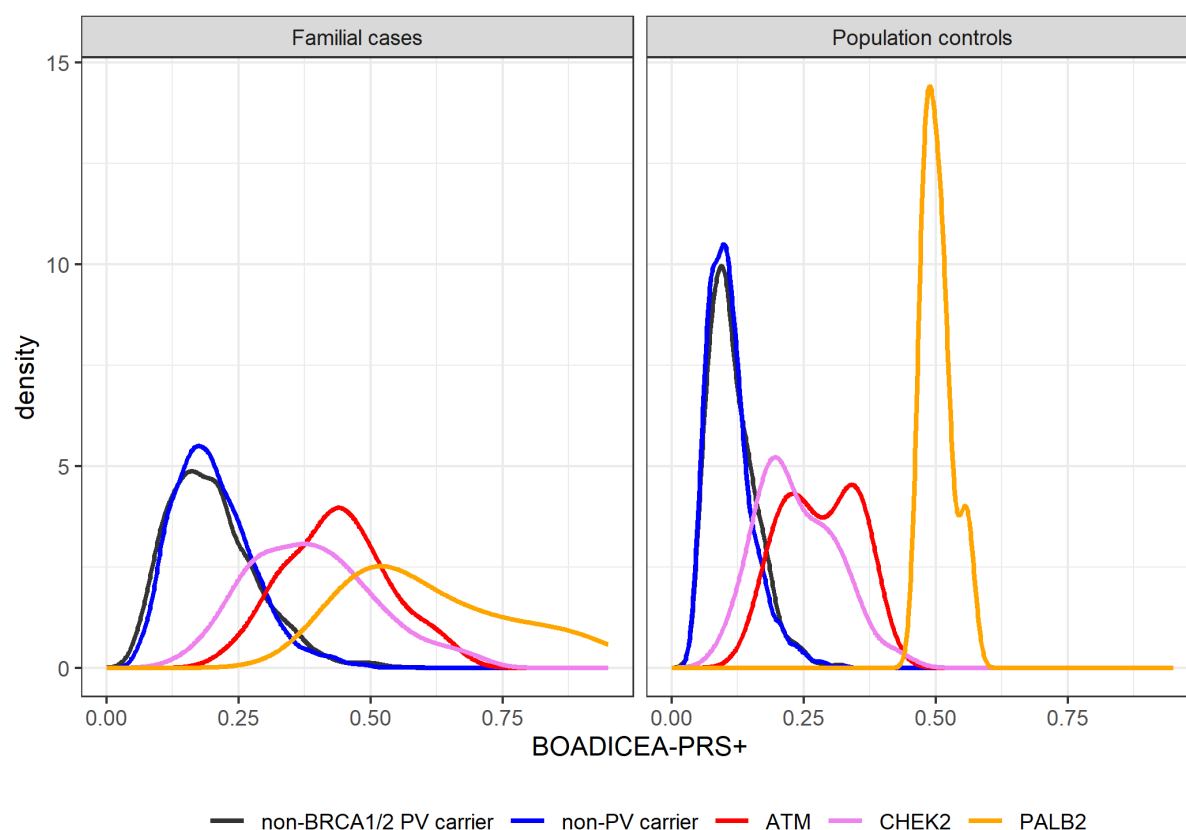 Familial cases
Population controls
15
10
5
0
density
0.00 0.25 0.50 0.75
0.00 0.25 0.50 0.75
BOADICEA-PRS+
non-BRCA1/2 PV carrier non-PV carrier ATM CHEK2 PALB2